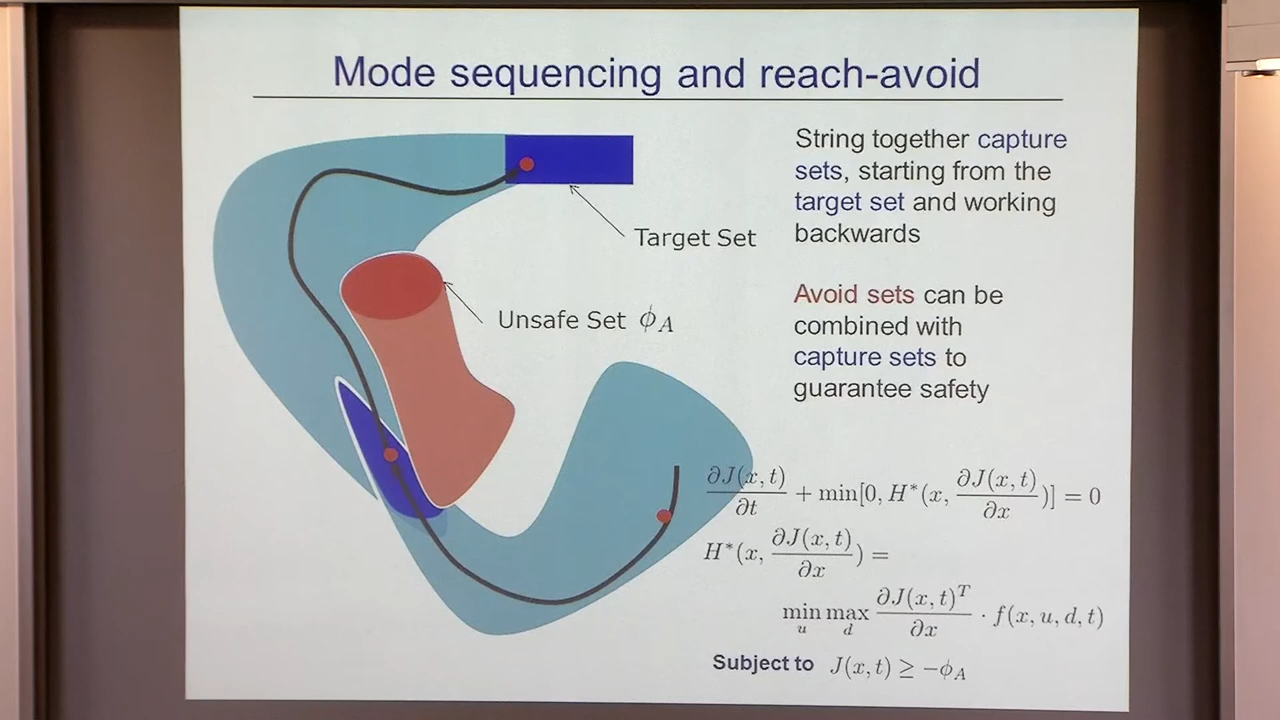 Mode sequencing and reach-avoid
String together capture
sets, starting from the
target set and working
backwards
Target Set
Avoid sets can be
combined with
capture sets to
guarantee safety
Unsafe Set ϕ_A
∂J(x,t)/∂t + min[0, H*(x, ∂J(x,t)/∂x)] = 0
H*(x, ∂J(x,t)/∂x) =
min_u max_d ∂J(x,t)^T/∂x · f(x,u,d,t)
Subject to J(x,t) ≥ −ϕ_A